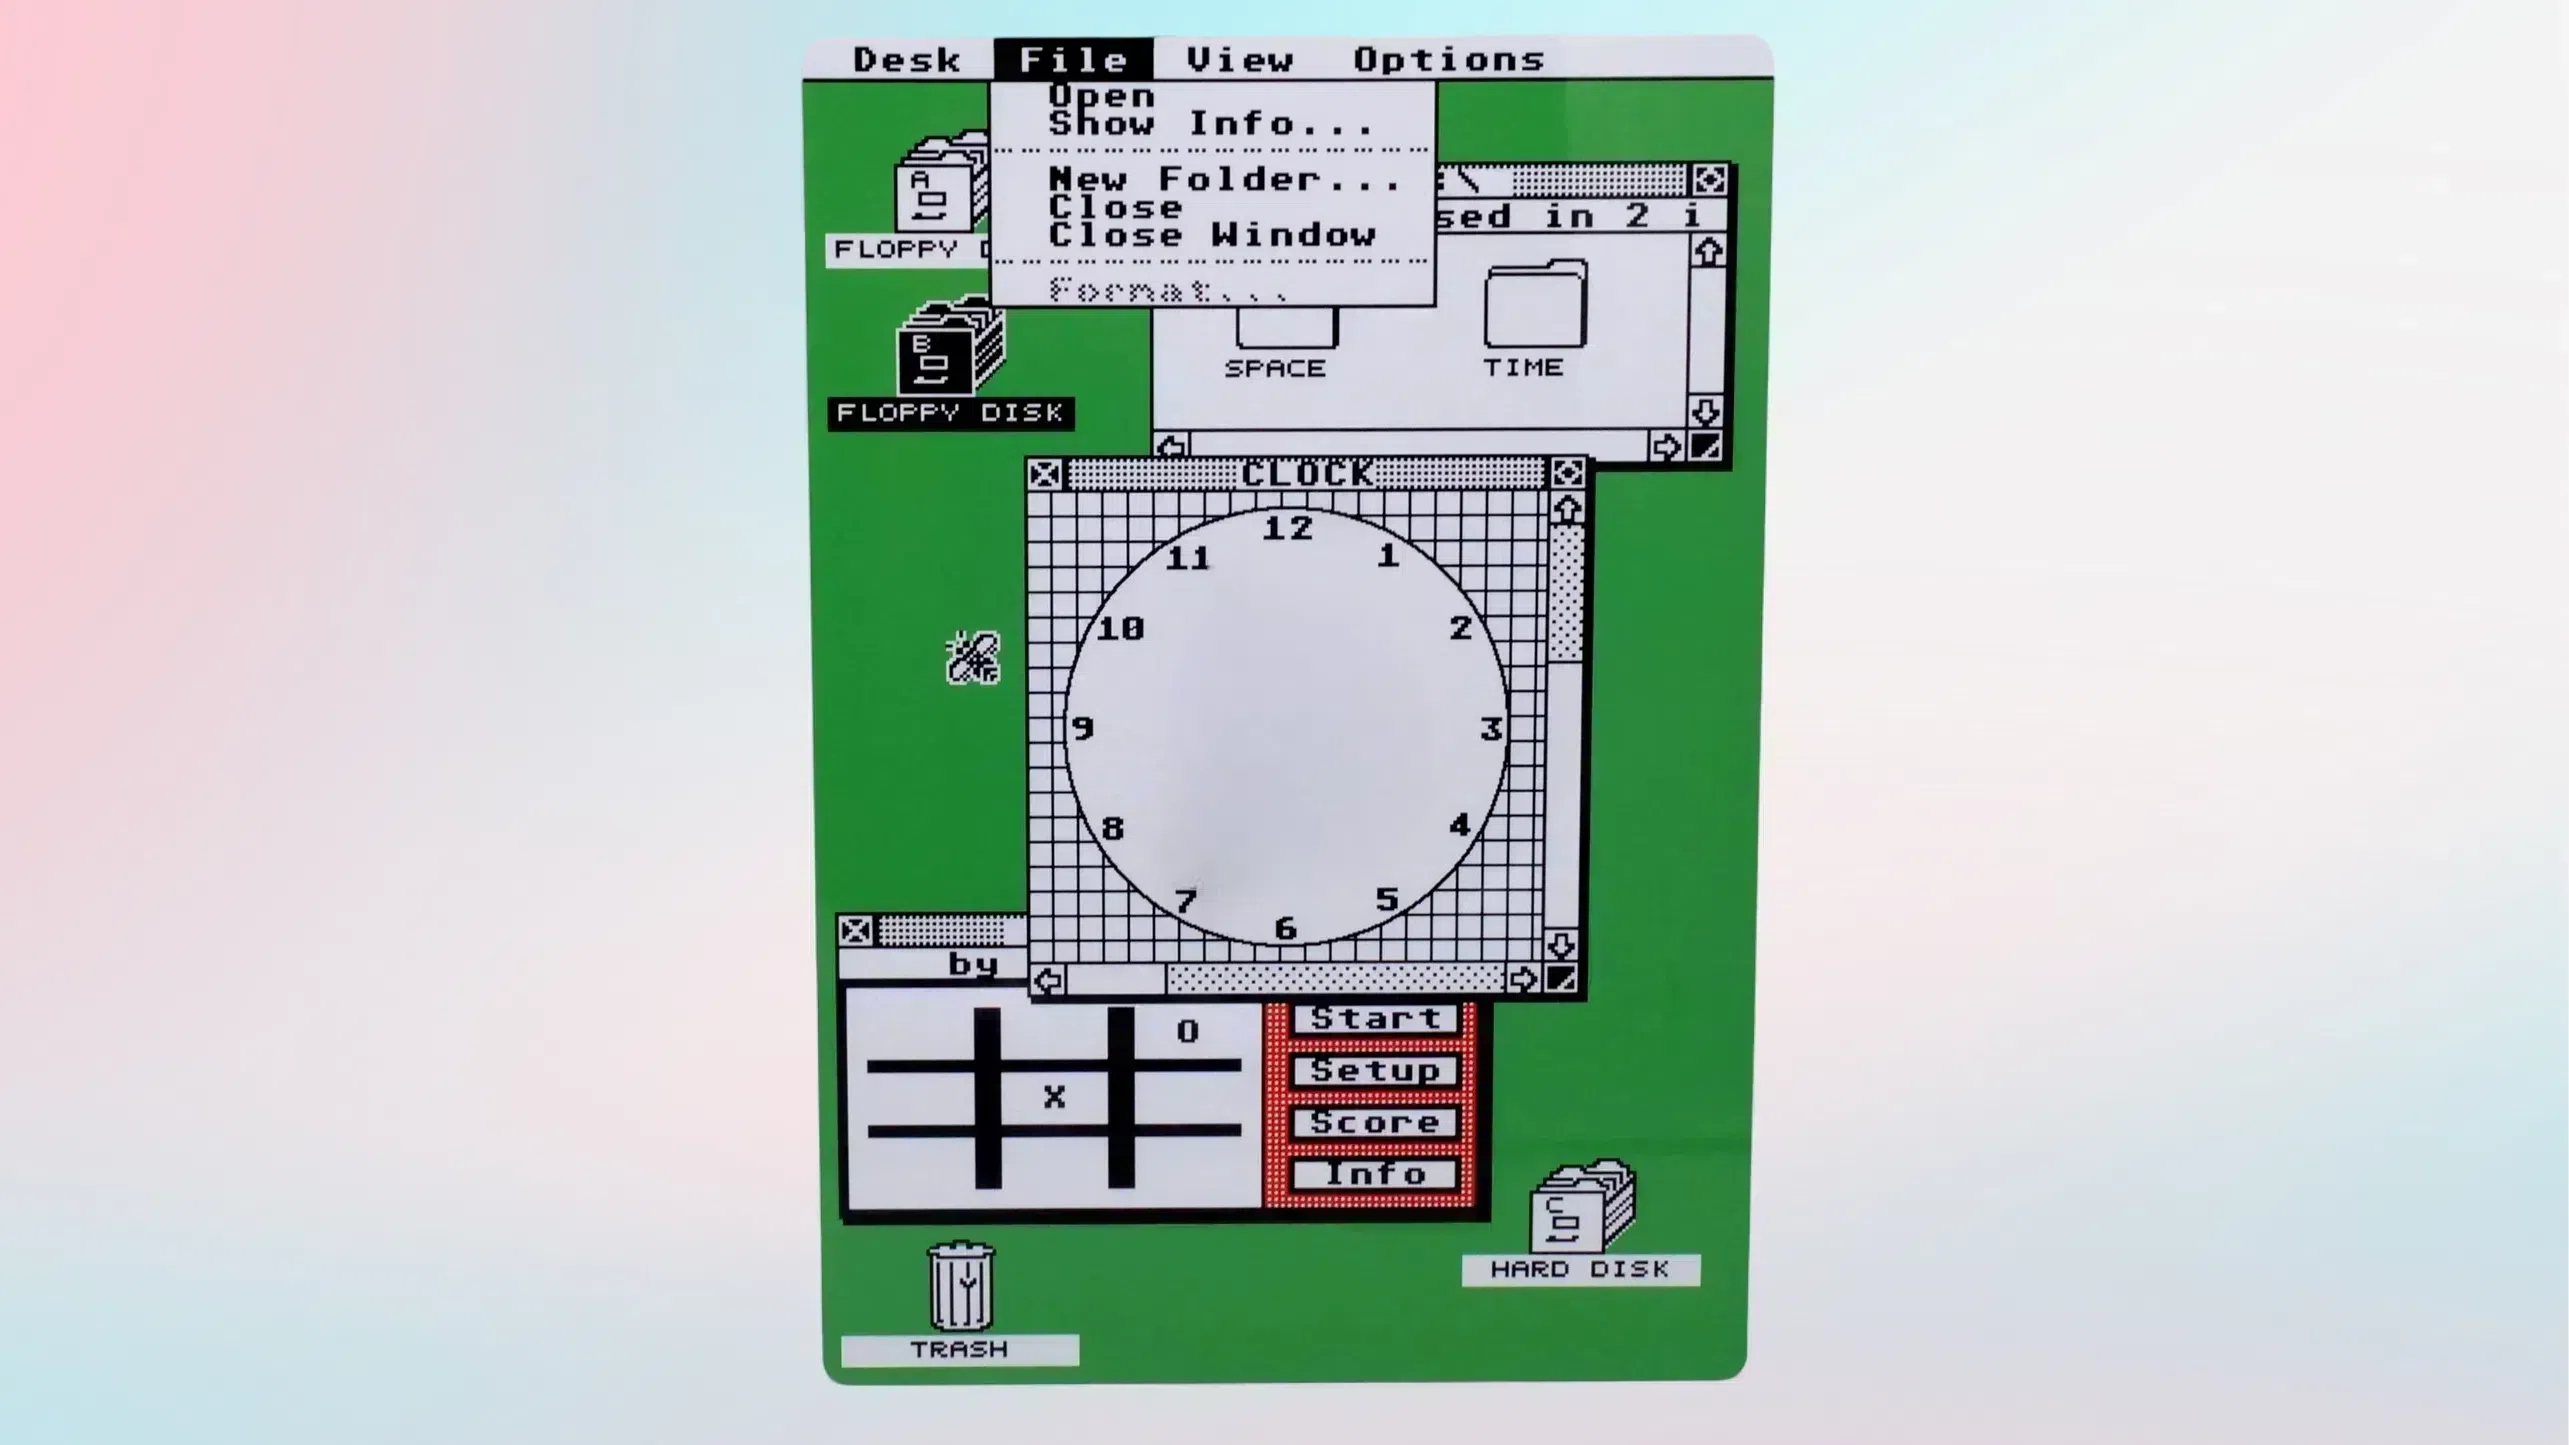 Desk File View Options
Open
Show Info...
New Folder...
Close
Close Window
Format...
A
FLOPPY
sed in 2 i
SPACE
TIME
B
FLOPPY DISK
CLOCK
12
11
1
10
2
9
3
8
4
7
5
6
by
O
X
Start
Setup
Score
Info
C
HARD DISK
TRASH